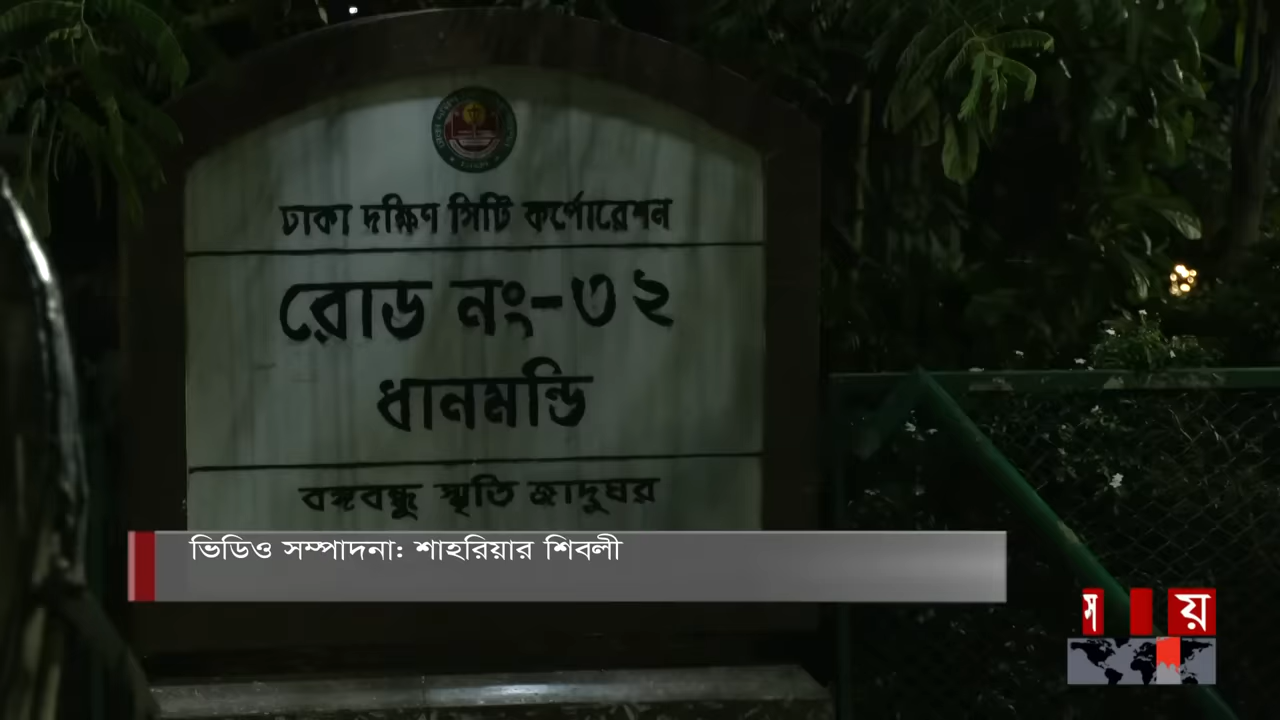 ঢাকা দক্ষিণ সিটি কর্পোরেশন
রোড নং-৩২
ধানমন্ডি
বঙ্গবন্ধু স্মৃতি জাদুঘর
ভিডিও সম্পাদনা: শাহরিয়ার শিবলী
স য়